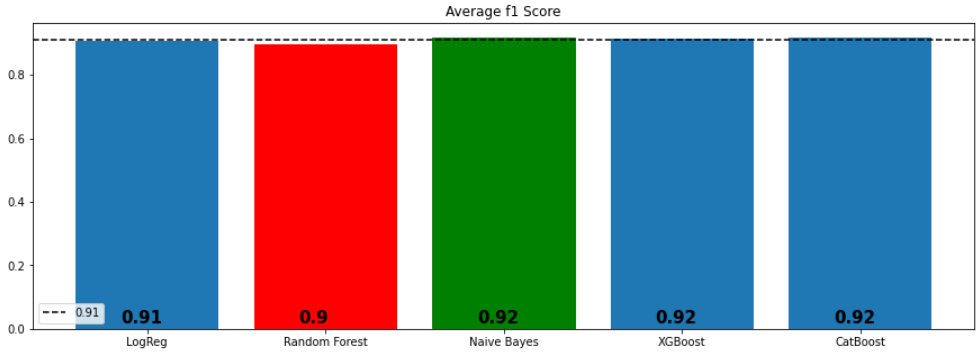 Average f1 Score
0.8
0.6
0.4
0.2
0.0
0.91
0.91 0.9 0.92 0.92 0.92
LogReg Random Forest Naive Bayes XGBoost CatBoost